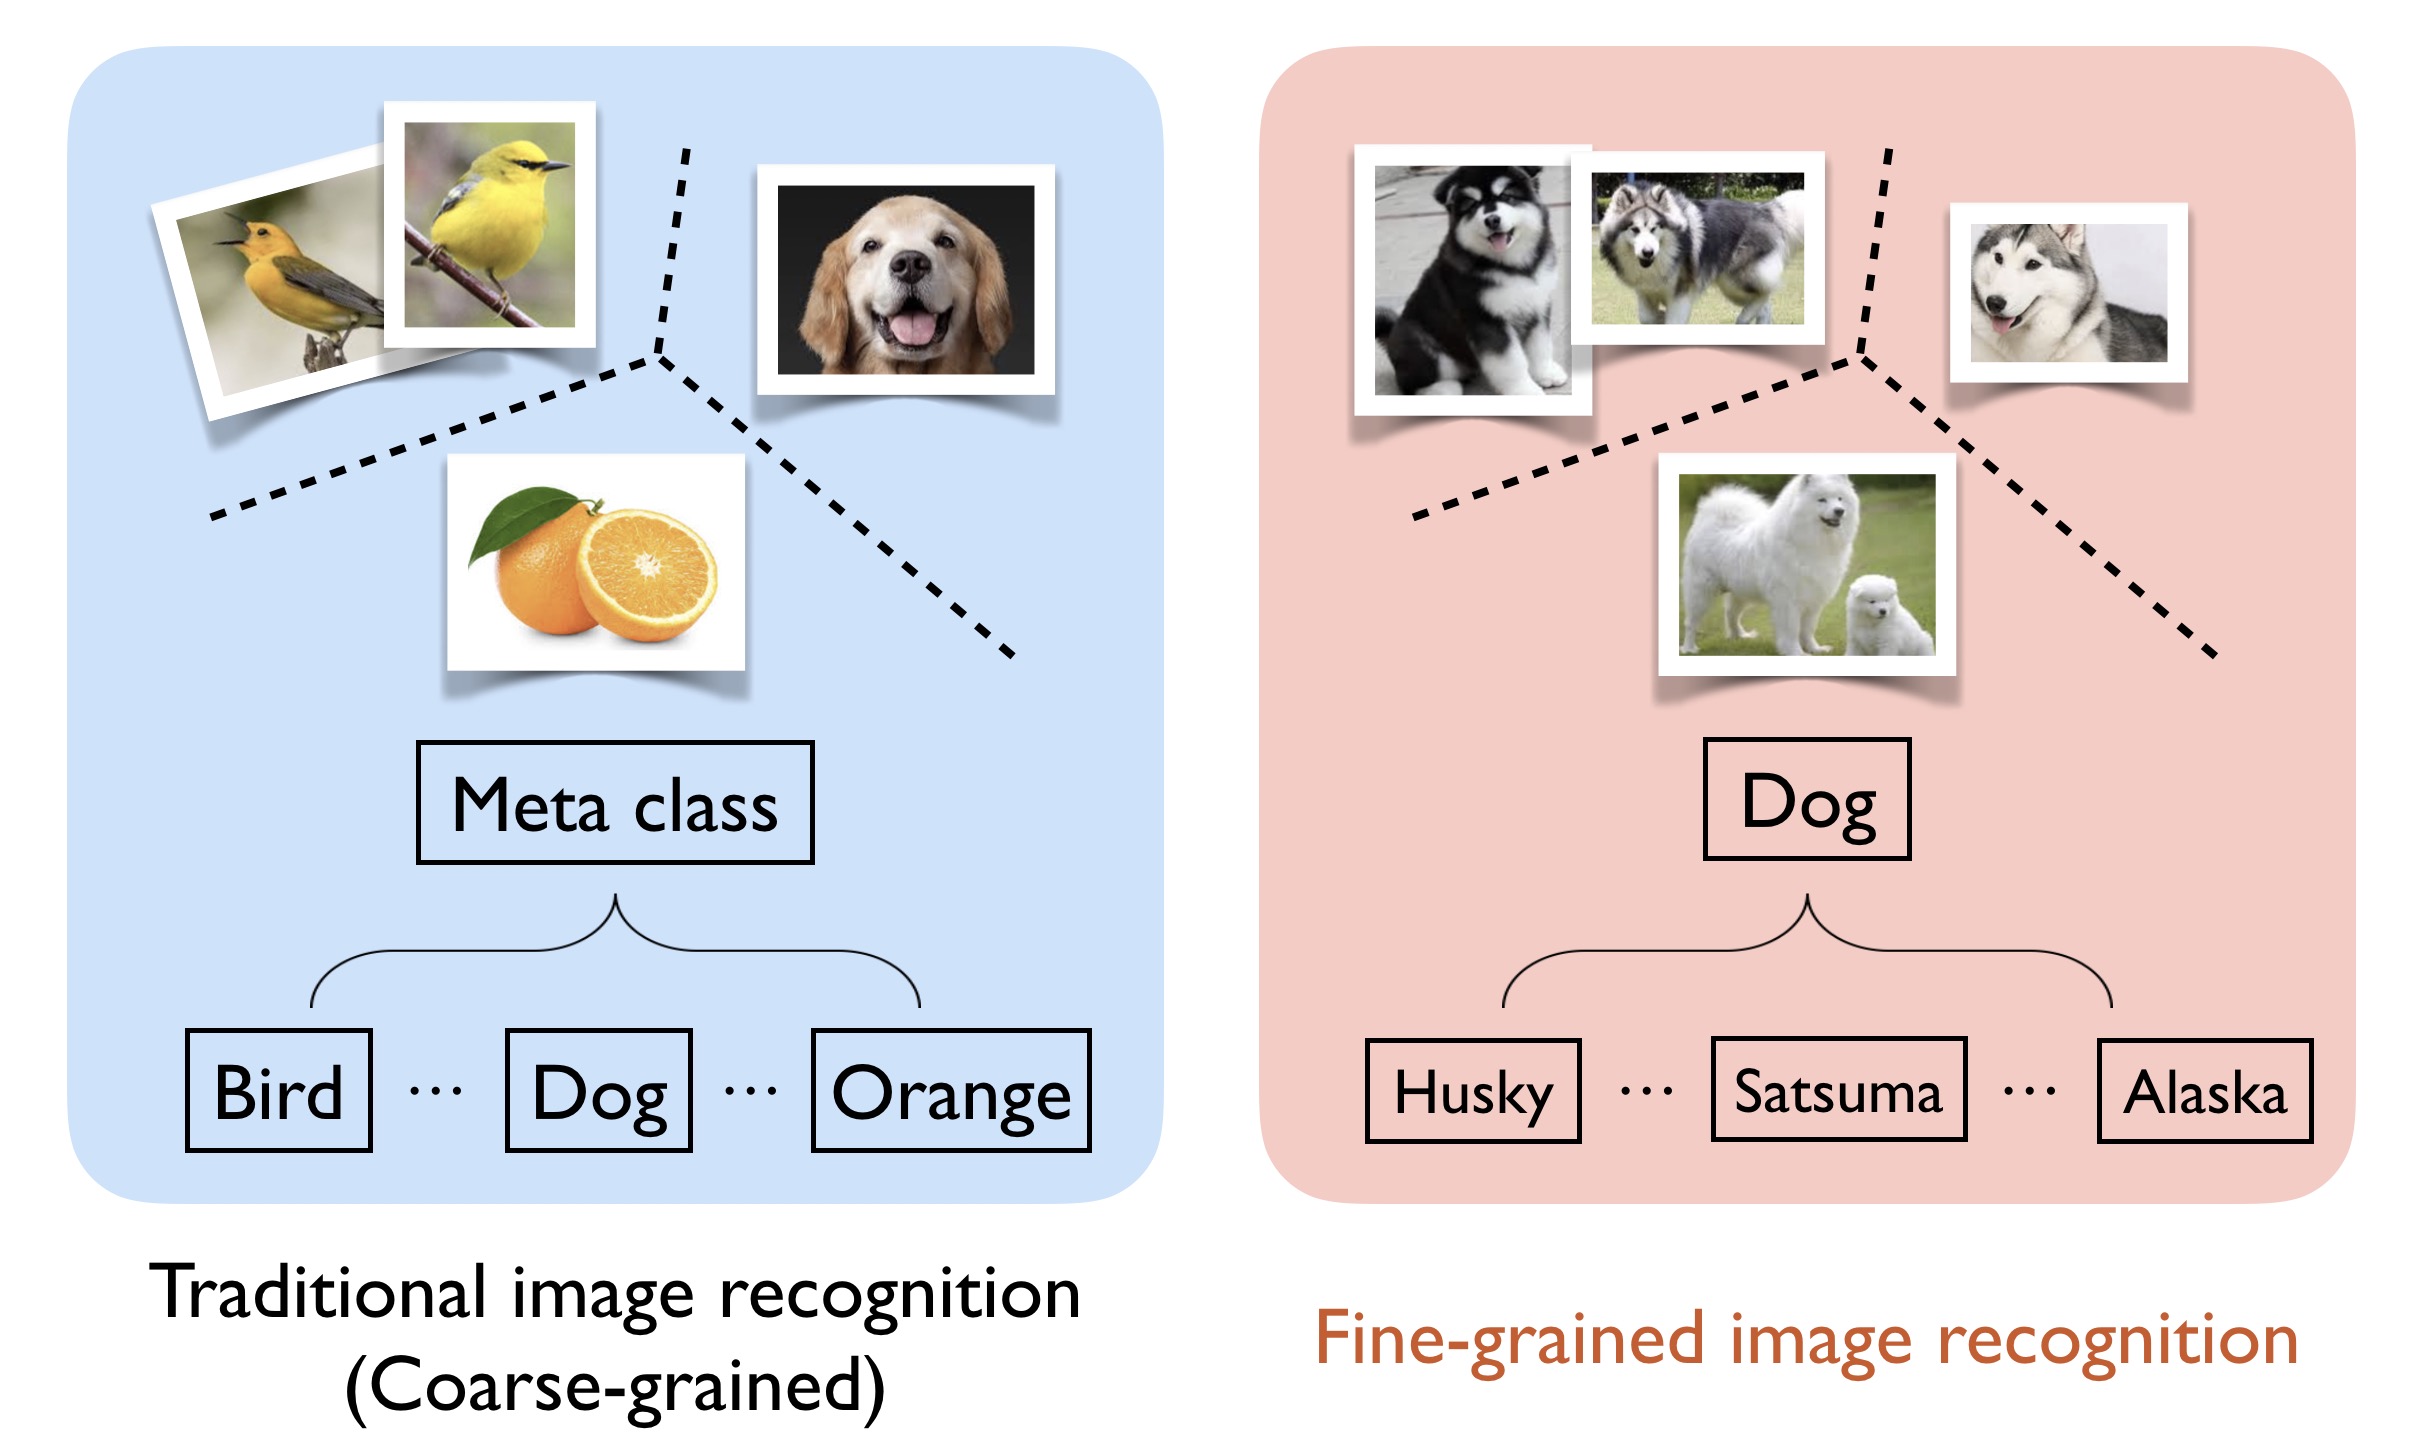 Meta class
Bird ... Dog ... Orange
Traditional image recognition
(Coarse-grained)
Dog
Husky ... Satsuma ... Alaska
Fine-grained image recognition